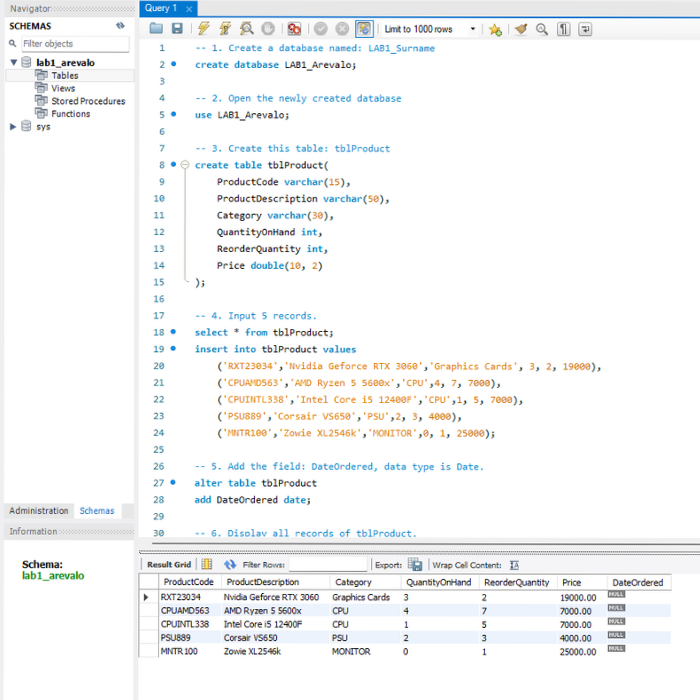 Navigator
SCHEMAS
Filter objects
lab1_arevalo
Tables
Views
Stored Procedures
Functions
sys
Administration Schemas
Information
Schema:
lab1_arevalo
Query 1
Limit to 1000 rows
1 -- 1. Create a database named: LAB1_Surname
2 create database LAB1_Arevalo;
3
4 -- 2. Open the newly created database
5 use LAB1_Arevalo;
6
7 -- 3. Create this table: tblProduct
8 create table tblProduct(
9 ProductCode varchar(15),
10 ProductDescription varchar(50),
11 Category varchar(30),
12 QuantityOnHand int,
13 ReorderQuantity int,
14 Price double(10, 2)
15 );
16
17 -- 4. Input 5 records.
18 select * from tblProduct;
19 insert into tblProduct values
20 ('RXT23034','Nvidia Geforce RTX 3060','Graphics Cards', 3, 2, 19000),
21 ('CPUAMD563','AMD Ryzen 5 5600x','CPU',4, 7, 7000),
22 ('CPUINTL338','Intel Core i5 12400F','CPU',1, 5, 7000),
23 ('PSU889','Corsair VS650','PSU',2, 3, 4000),
24 ('MNTR100','Zowie XL2546k','MONITOR',0, 1, 25000);
25
26 -- 5. Add the field: DateOrdered, data type is Date.
27 alter table tblProduct
28 add DateOrdered date;
29
30 -- 6. Display all records of tblProduct.
Result Grid Filter Rows: Export: Wrap Cell Content:
ProductCode ProductDescription Category QuantityOnHand ReorderQuantity Price DateOrdered
RXT23034 Nvidia Geforce RTX 3060 Graphics Cards 3 2 19000.00 NULL
CPUAMD563 AMD Ryzen 5 5600x CPU 4 7 7000.00 NULL
CPUINTL338 Intel Core i5 12400F CPU 1 5 7000.00 NULL
PSU889 Corsair VS650 PSU 2 3 4000.00 NULL
MNTR100 Zowie XL2546k MONITOR 0 1 25000.00 NULL